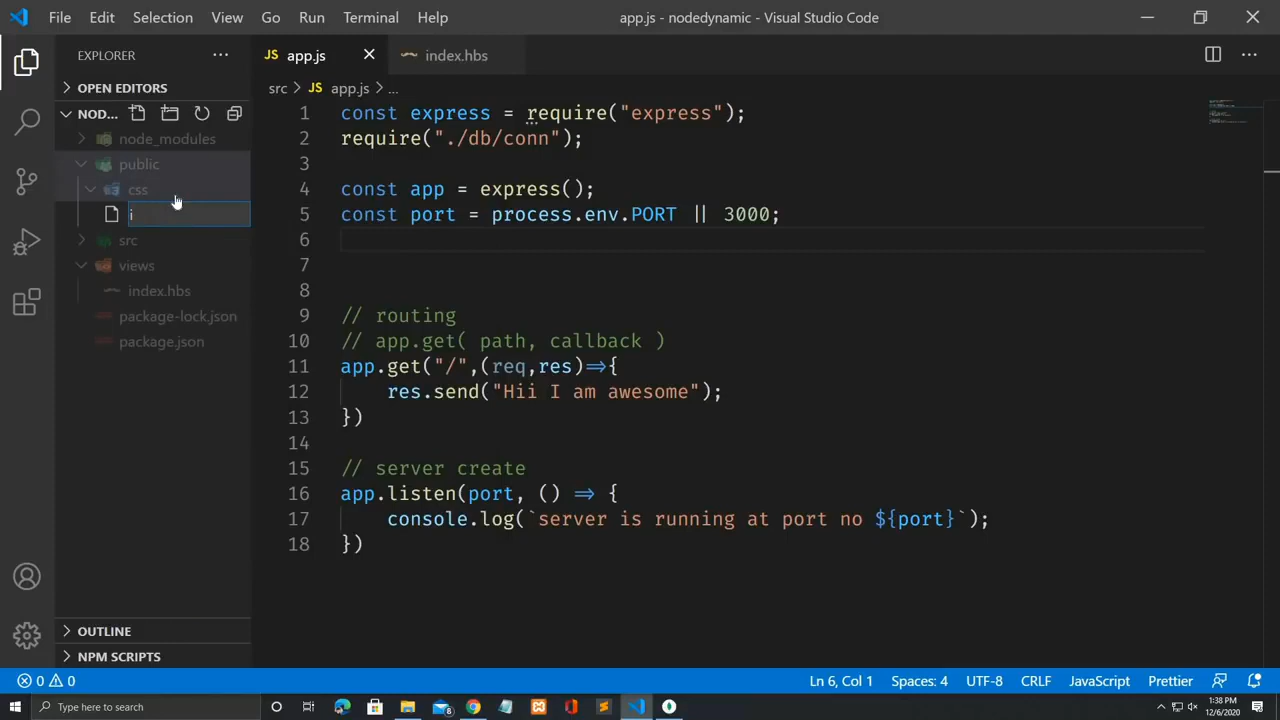 File Edit Selection View Go Run Terminal Help app.js - nodedynamic - Visual Studio Code
EXPLORER
JS app.js
index.hbs
OPEN EDITORS
src > JS app.js > ...
NOD...
node_modules
public
css
i
src
views
index.hbs
package-lock.json
package.json
OUTLINE
NPM SCRIPTS
1 const express = require("express");
2 require("./db/conn");
3
4 const app = express();
5 const port = process.env.PORT || 3000;
6
7
8
9 // routing
10 // app.get( path, callback )
11 app.get("/",(req,res)=>{
12 res.send("Hii I am awesome");
13 })
14
15 // server create
16 app.listen(port, () => {
17 console.log(`server is running at port no ${port}`);
18 })
0 0 Ln 6, Col 1 Spaces: 4 UTF-8 CRLF JavaScript Prettier
Type here to search
8
1:38 PM
12/6/2020